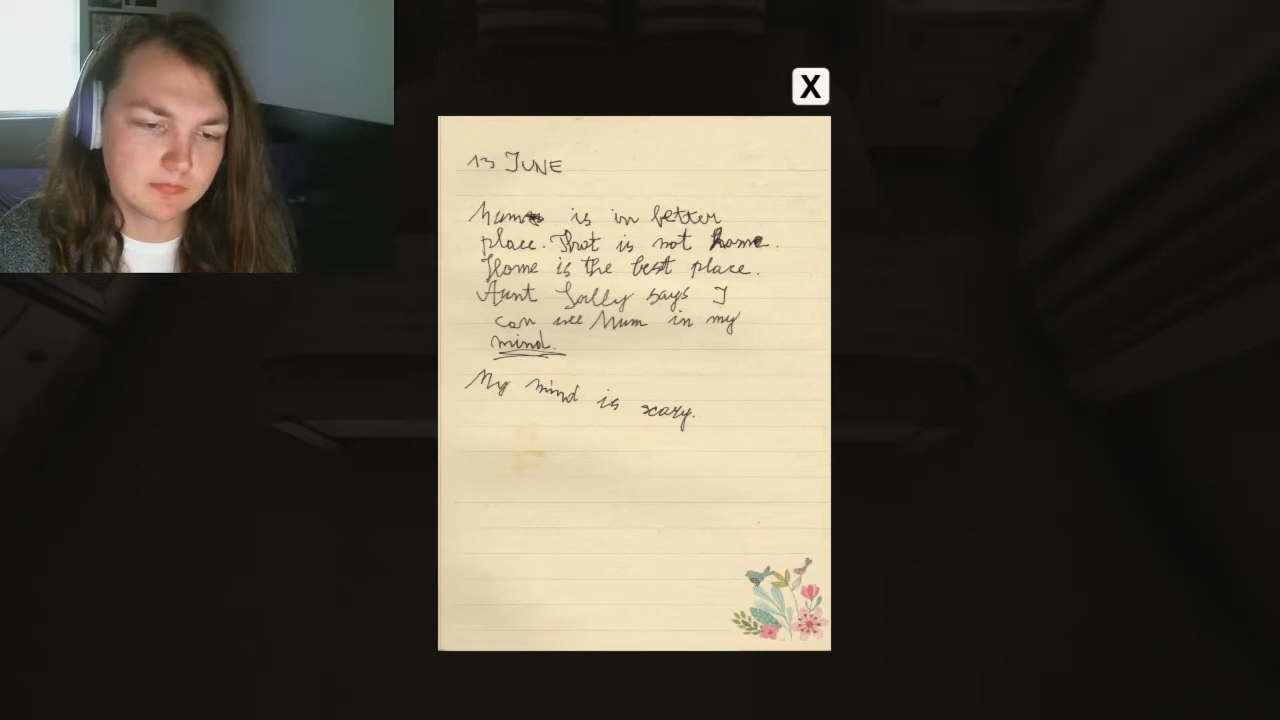 X
13 JUNE
Mum is in better
place. That is not home.
Home is the best place.
Aunt Sally says I
can see Mum in my
mind.
My mind is scary.